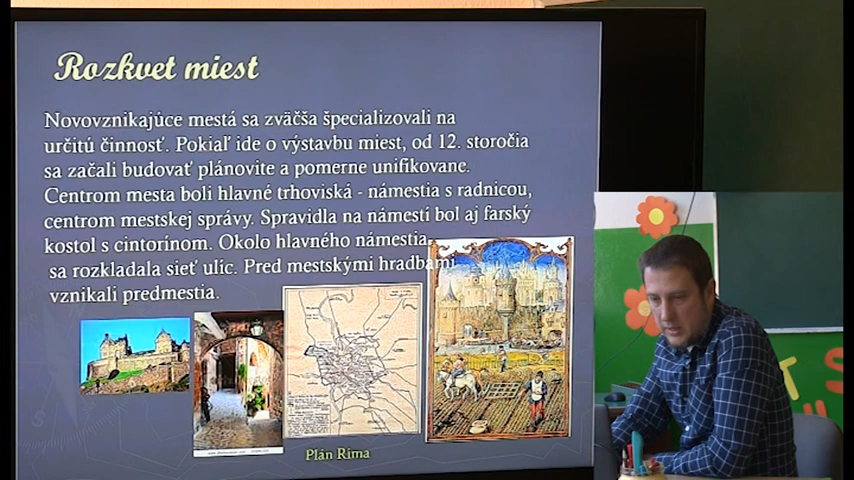 Rozkvet miest
Novovznikajúce mestá sa zväčša špecializovali na
určitú činnosť. Pokiaľ ide o výstavbu miest, od 12. storočia
sa začali budovať plánovite a pomerne unifikovane.
Centrom mesta boli hlavné trhoviská - námestia s radnicou,
centrom mestskej správy. Spravidla na námestí bol aj farský
kostol s cintorínom. Okolo hlavného námestia
sa rozkladala sieť ulíc. Pred mestskými hradbami
vznikali predmestia.
Plán Ríma